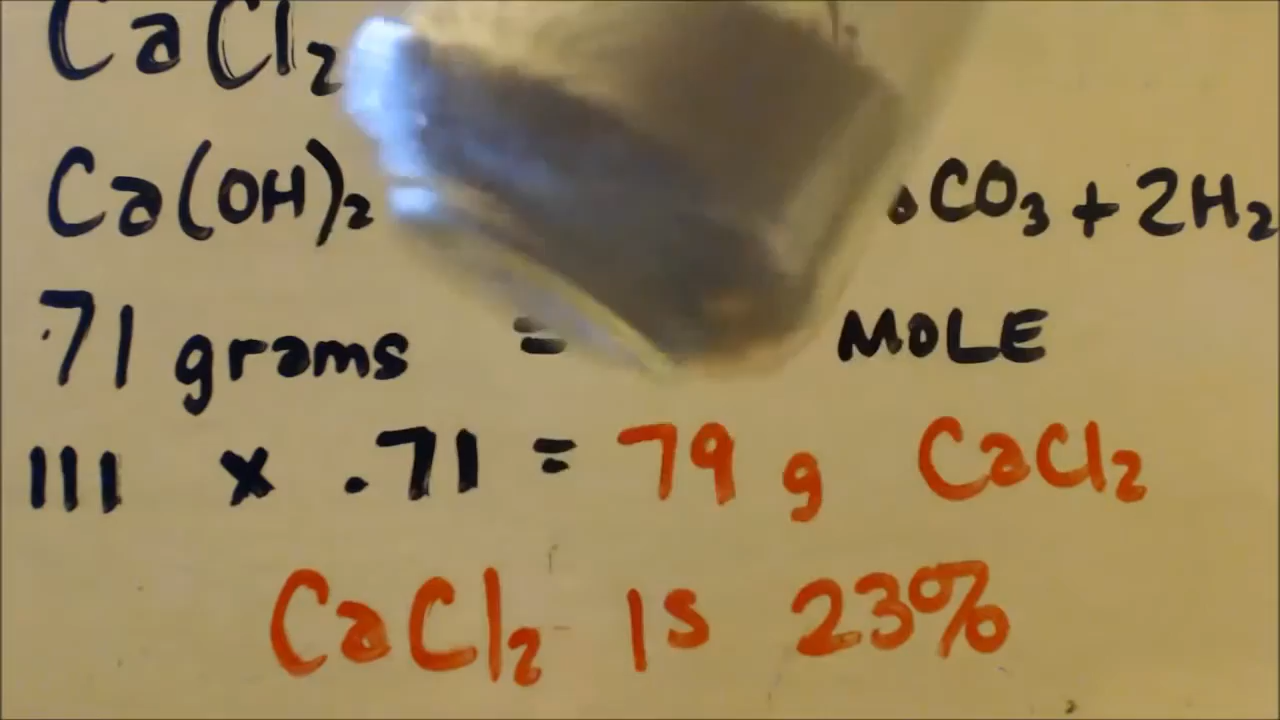 CaCl₂
Ca(OH)₂ CO₃ + 2H₂
71 grams = MOLE
111 x .71 = 79 g CaCl₂
CaCl₂ is 23%